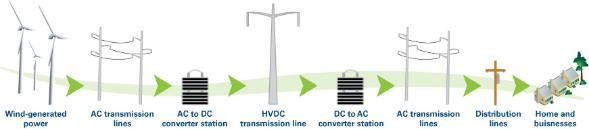 Wind-generated
power
AC transmission
lines
AC to DC
converter station
HVDC
transmission line
DC to AC
converter station
AC transmission
lines
Distribution
lines
Home and
buisnesses